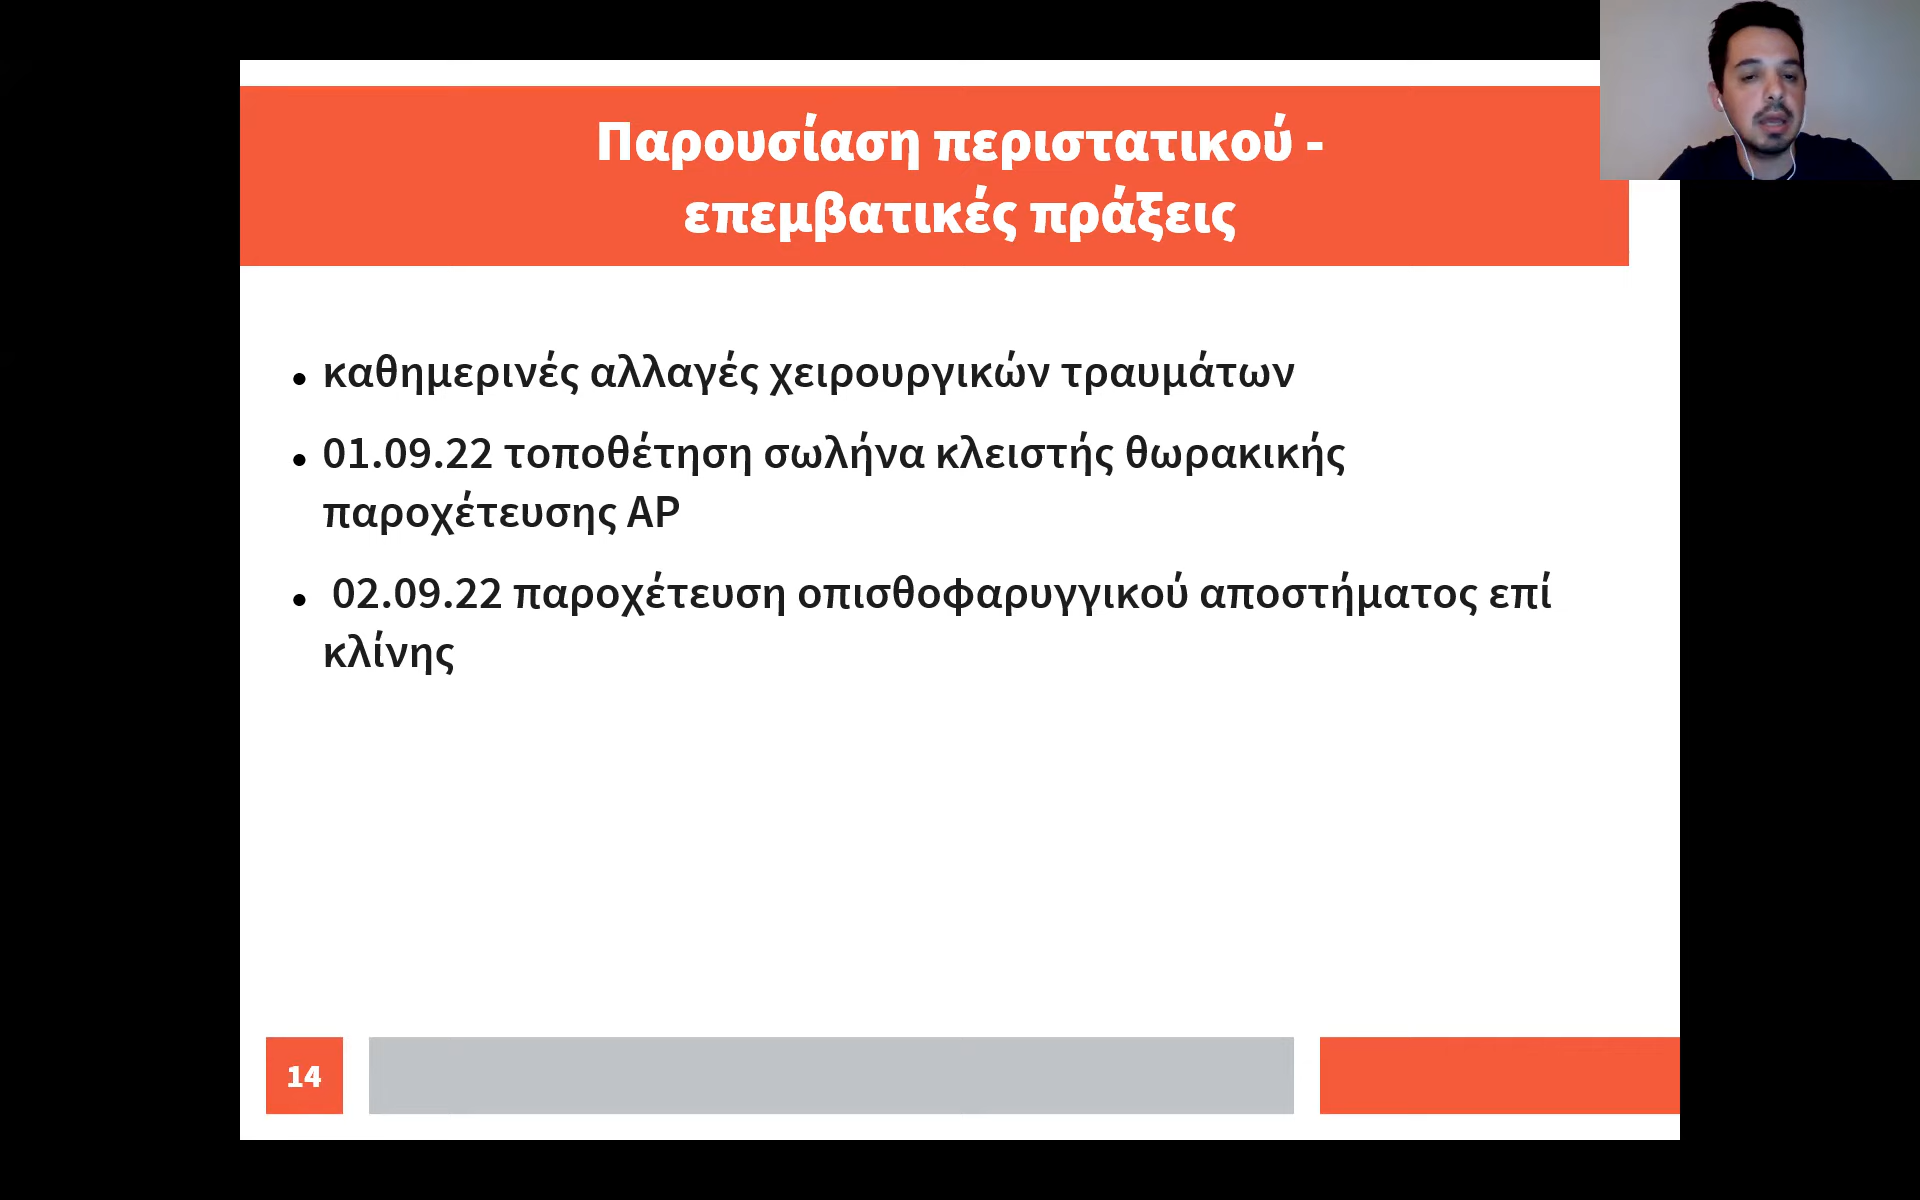 Παρουσίαση περιστατικού -
επεμβατικές πράξεις
• καθημερινές αλλαγές χειρουργικών τραυμάτων
• 01.09.22 τοποθέτηση σωλήνα κλειστής θωρακικής
παροχέτευσης ΑΡ
• 02.09.22 παροχέτευση οπισθοφαρυγγικού αποστήματος επί
κλίνης
14